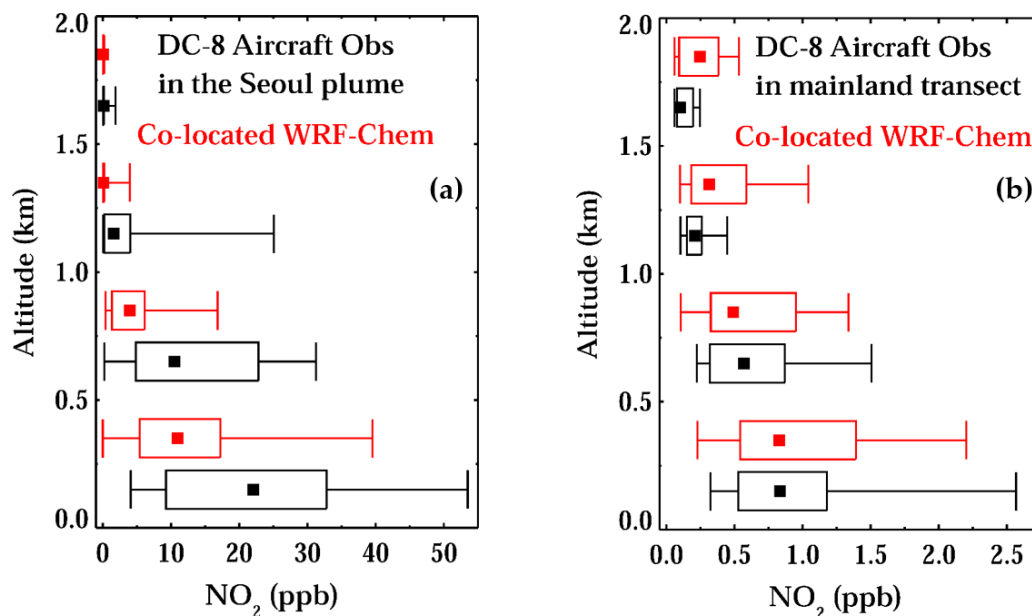 2.0
DC-8 Aircraft Obs
in the Seoul plume
1.5
Co-located WRF-Chem
(a)
Altitude (km)
1.0
0.5
0.0
0 10 20 30 40 50
NO₂ (ppb)
2.0
DC-8 Aircraft Obs
in mainland transect
1.5
Co-located WRF-Chem
(b)
Altitude (km)
1.0
0.5
0.0
0.0 0.5 1.0 1.5 2.0 2.5
NO₂ (ppb)